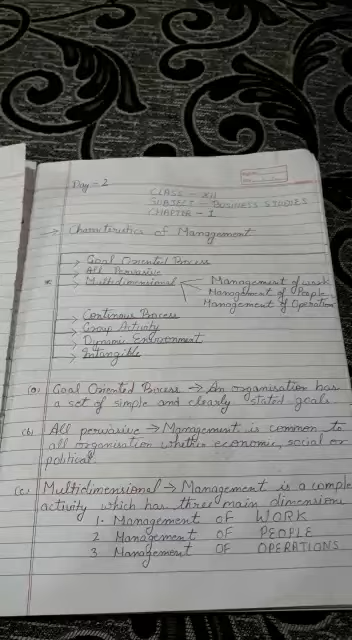 Day - 2
CLASS - XII
SUBJECT - BUSINESS STUDIES
CHAPTER - 1
→ Characteristics of Management
→ Goal Oriented Process
→ All Pervasive
* → Multidimensional
Management of work
Management of People
Management of Operation
→ Continous Process
→ Group Activity
→ Dynamic Environment
→ Intangible
(a) Goal Oriented Process → An organisation has
a set of simple and clearly stated goals.
(b) All pervasive → Management is common to
all organisation whether economic, social or
political.
(c) Multidimensional → Management is a comple
activity which has three main dimension
1. Management OF WORK
2 Management OF PEOPLE
3 Management OF OPERATIONS